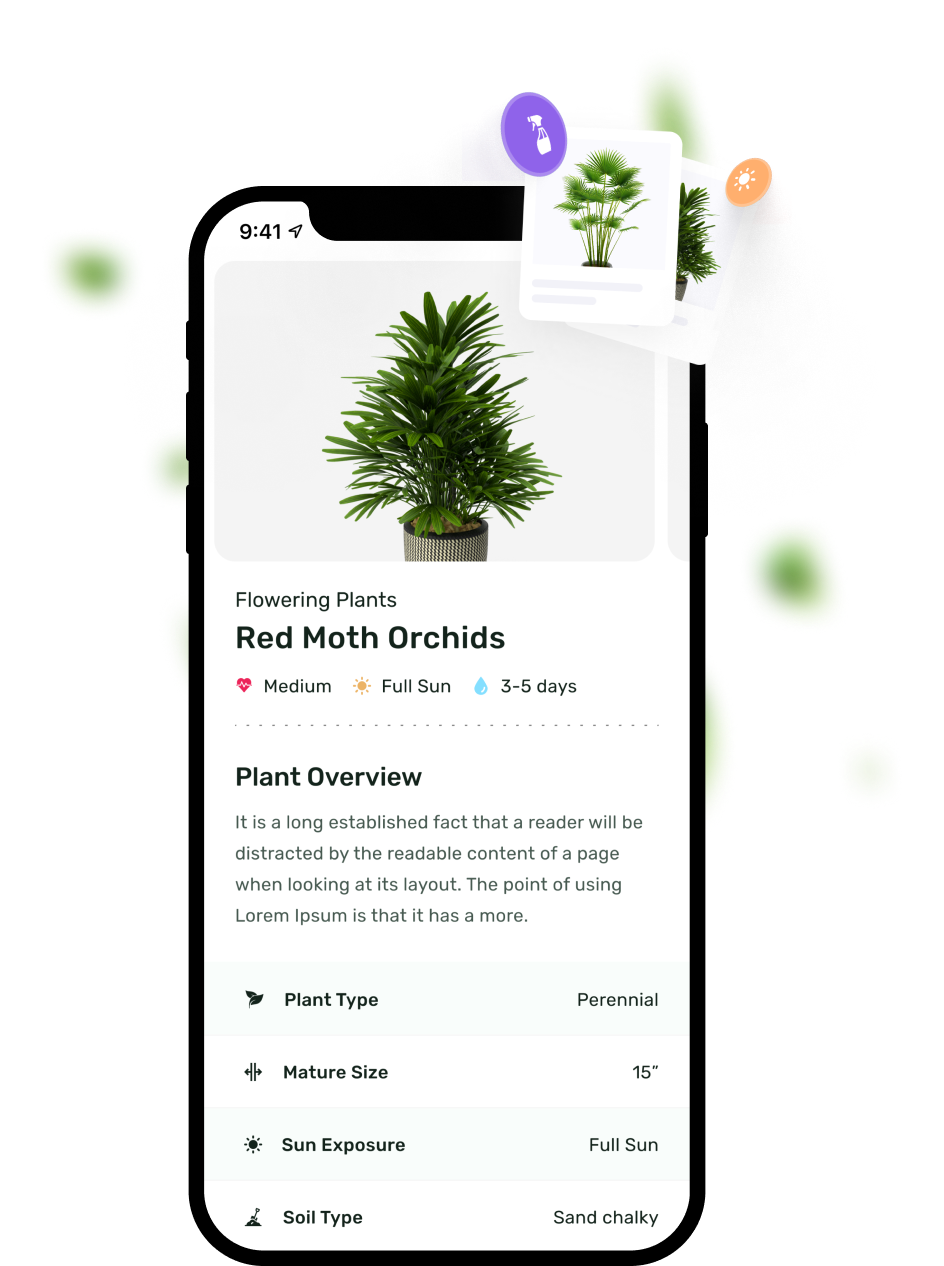 9:41
Flowering Plants
Red Moth Orchids
Medium Full Sun 3-5 days
Plant Overview
It is a long established fact that a reader will be
distracted by the readable content of a page
when looking at its layout. The point of using
Lorem Ipsum is that it has a more.
Plant Type Perennial
Mature Size 15”
Sun Exposure Full Sun
Soil Type Sand chalky